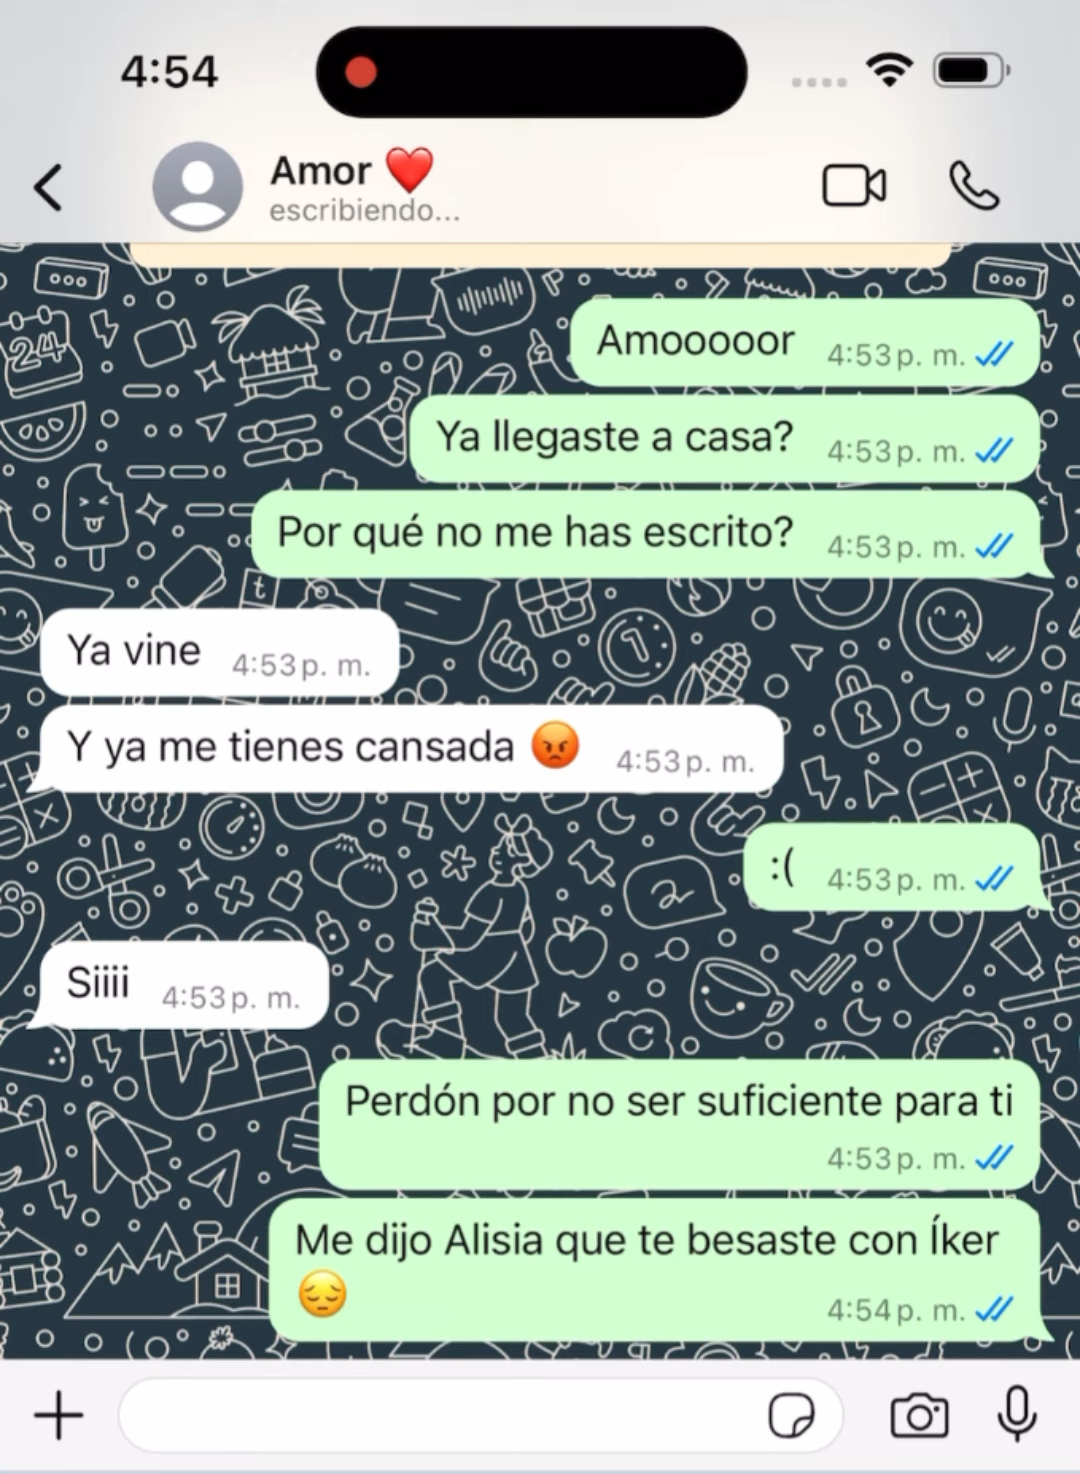 4:54
Amor ❤️
escribiendo...
Amooooor 4:53 p. m.
Ya llegaste a casa? 4:53 p. m.
Por qué no me has escrito? 4:53 p. m.
Ya vine 4:53 p. m.
Y ya me tienes cansada 😡 4:53 p. m.
:( 4:53 p. m.
Siiii 4:53 p. m.
Perdón por no ser suficiente para ti
4:53 p. m.
Me dijo Alisia que te besaste con Íker
😔 4:54 p. m.